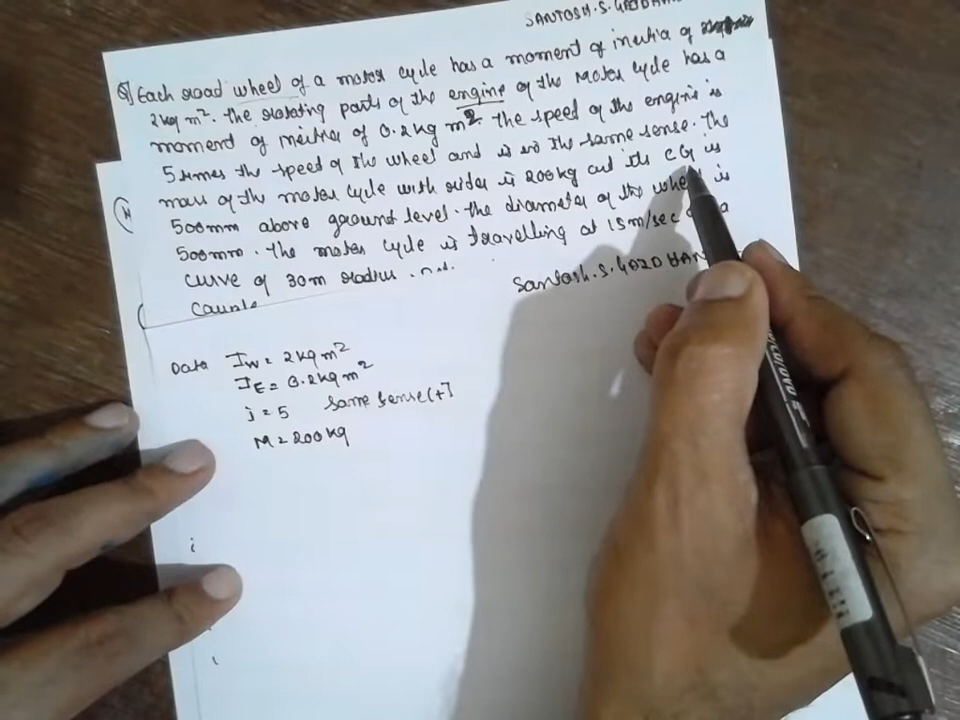 SANTOSH.S.
Q] Each road wheel of a motor cycle has a moment of inertia of
2kg m². The rotating parts of the engine of the Motor cycle has a
moment of inertia of 0.2kg m². The speed of the engine is
5 times the speed of the wheel and is in the same sense. The
mass of the motor cycle with rider is 200kg and its CG is
500mm above ground level. The diameter of the wheel is
500mm. The motor cycle is travelling at 15m/sec a
curve of 30m radius.
Couple
Santosh.S.GOZDHAN
Data Iw = 2kg m²
IE = 0.2kg m²
i = 5 Same sense (+]
M = 200kg